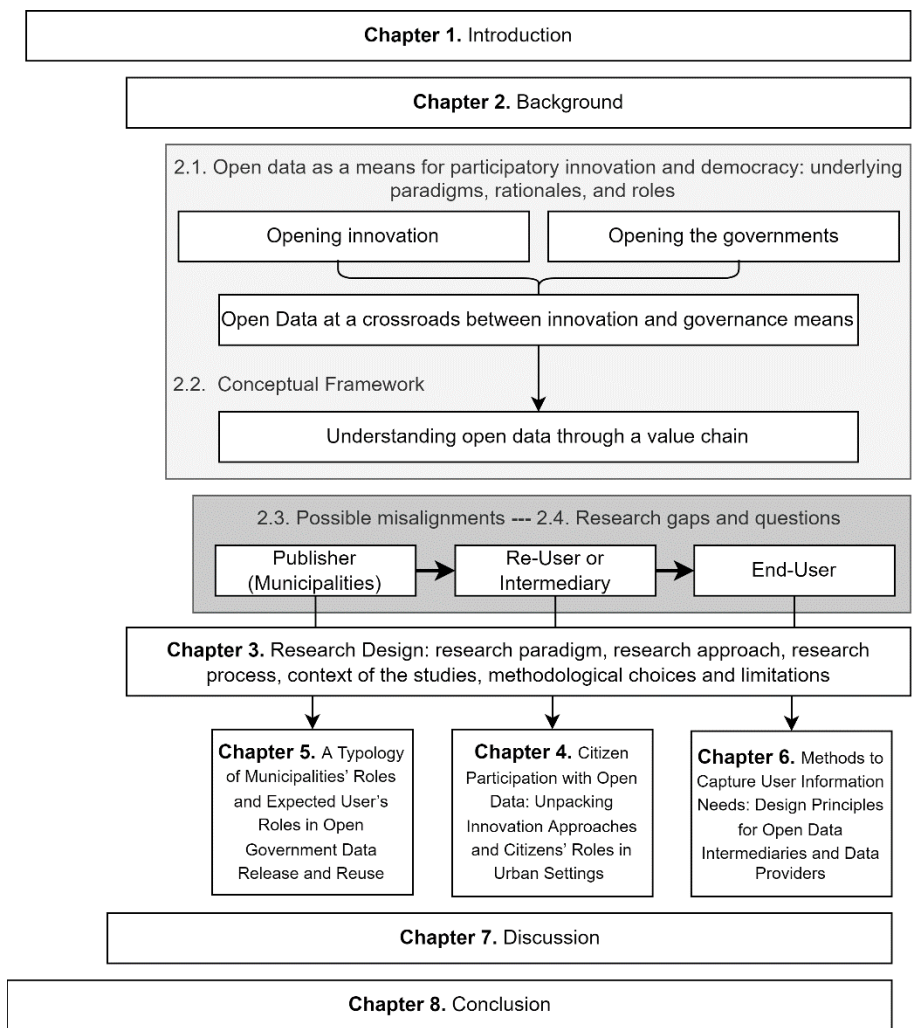 Chapter 1. Introduction
Chapter 2. Background
2.1. Open data as a means for participatory innovation and democracy: underlying
paradigms, rationales, and roles
Opening innovation
Opening the governments
Open Data at a crossroads between innovation and governance means
2.2. Conceptual Framework
Understanding open data through a value chain
2.3. Possible misalignments --- 2.4. Research gaps and questions
Publisher
(Municipalities)
Re-User or
Intermediary
End-User
Chapter 3. Research Design: research paradigm, research approach, research
process, context of the studies, methodological choices and limitations
Chapter 5. A Typology
of Municipalities' Roles
and Expected User's
Roles in Open
Government Data
Release and Reuse
Chapter 4. Citizen
Participation with Open
Data: Unpacking
Innovation Approaches
and Citizens' Roles in
Urban Settings
Chapter 6. Methods to
Capture User Information
Needs: Design Principles
for Open Data
Intermediaries and Data
Providers
Chapter 7. Discussion
Chapter 8. Conclusion